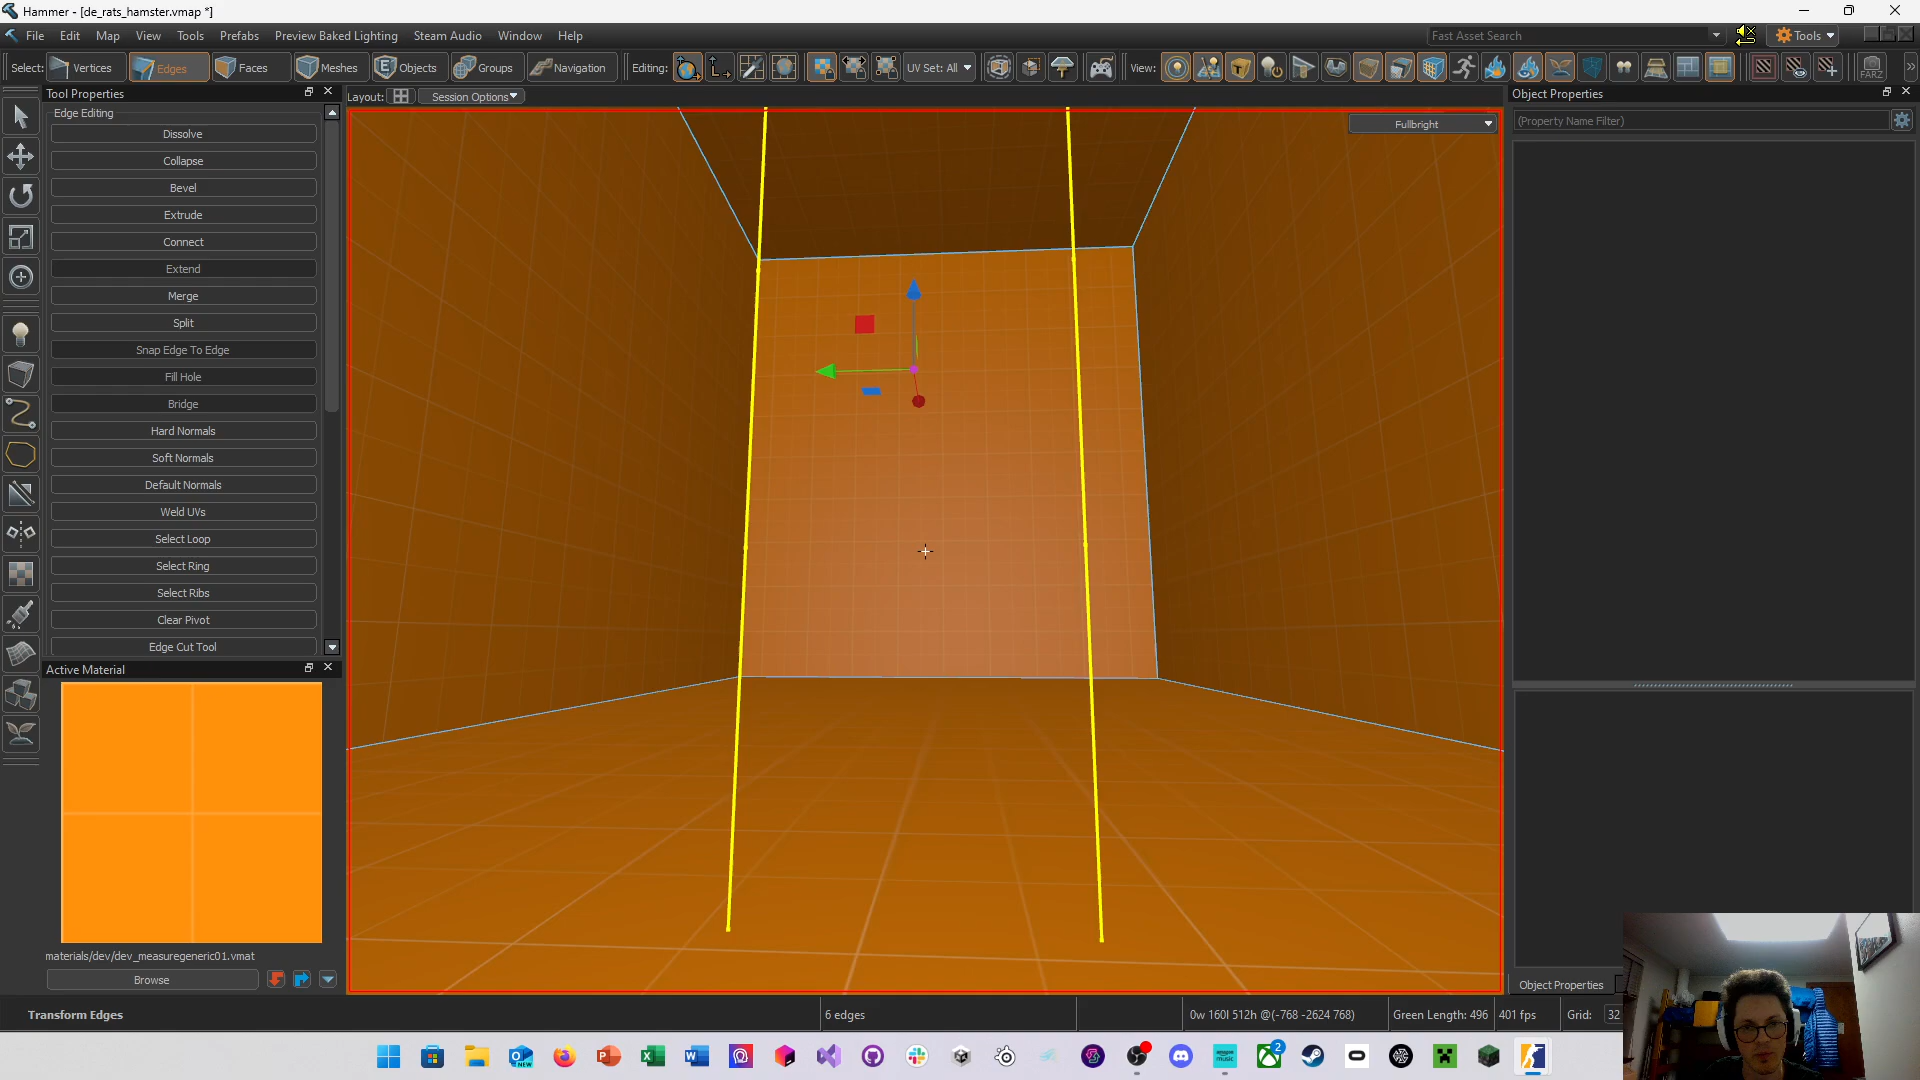 Hammer - [de_rats_hamster.vmap *]
File Edit Map View Tools Prefabs Preview Baked Lighting Steam Audio Window Help
Fast Asset Search
Tools
Select: Vertices Edges Faces Meshes Objects Groups Navigation Editing: UV Set: All View: FARZ
Tool Properties
Layout: Session Options
Object Properties
Edge Editing
Fullbright
(Property Name Filter)
Dissolve
Collapse
Bevel
Extrude
Connect
Extend
Merge
Split
Snap Edge To Edge
Fill Hole
Bridge
Hard Normals
Soft Normals
Default Normals
Weld UVs
Select Loop
Select Ring
Select Ribs
Clear Pivot
Edge Cut Tool
Active Material
materials/dev/dev_measuregeneric01.vmat
Browse
Object Properties
Transform Edges
6 edges
0w 160l 512h @(-768 -2624 768)
Green Length: 496
401 fps
Grid: 32
NEW
amazon music
2